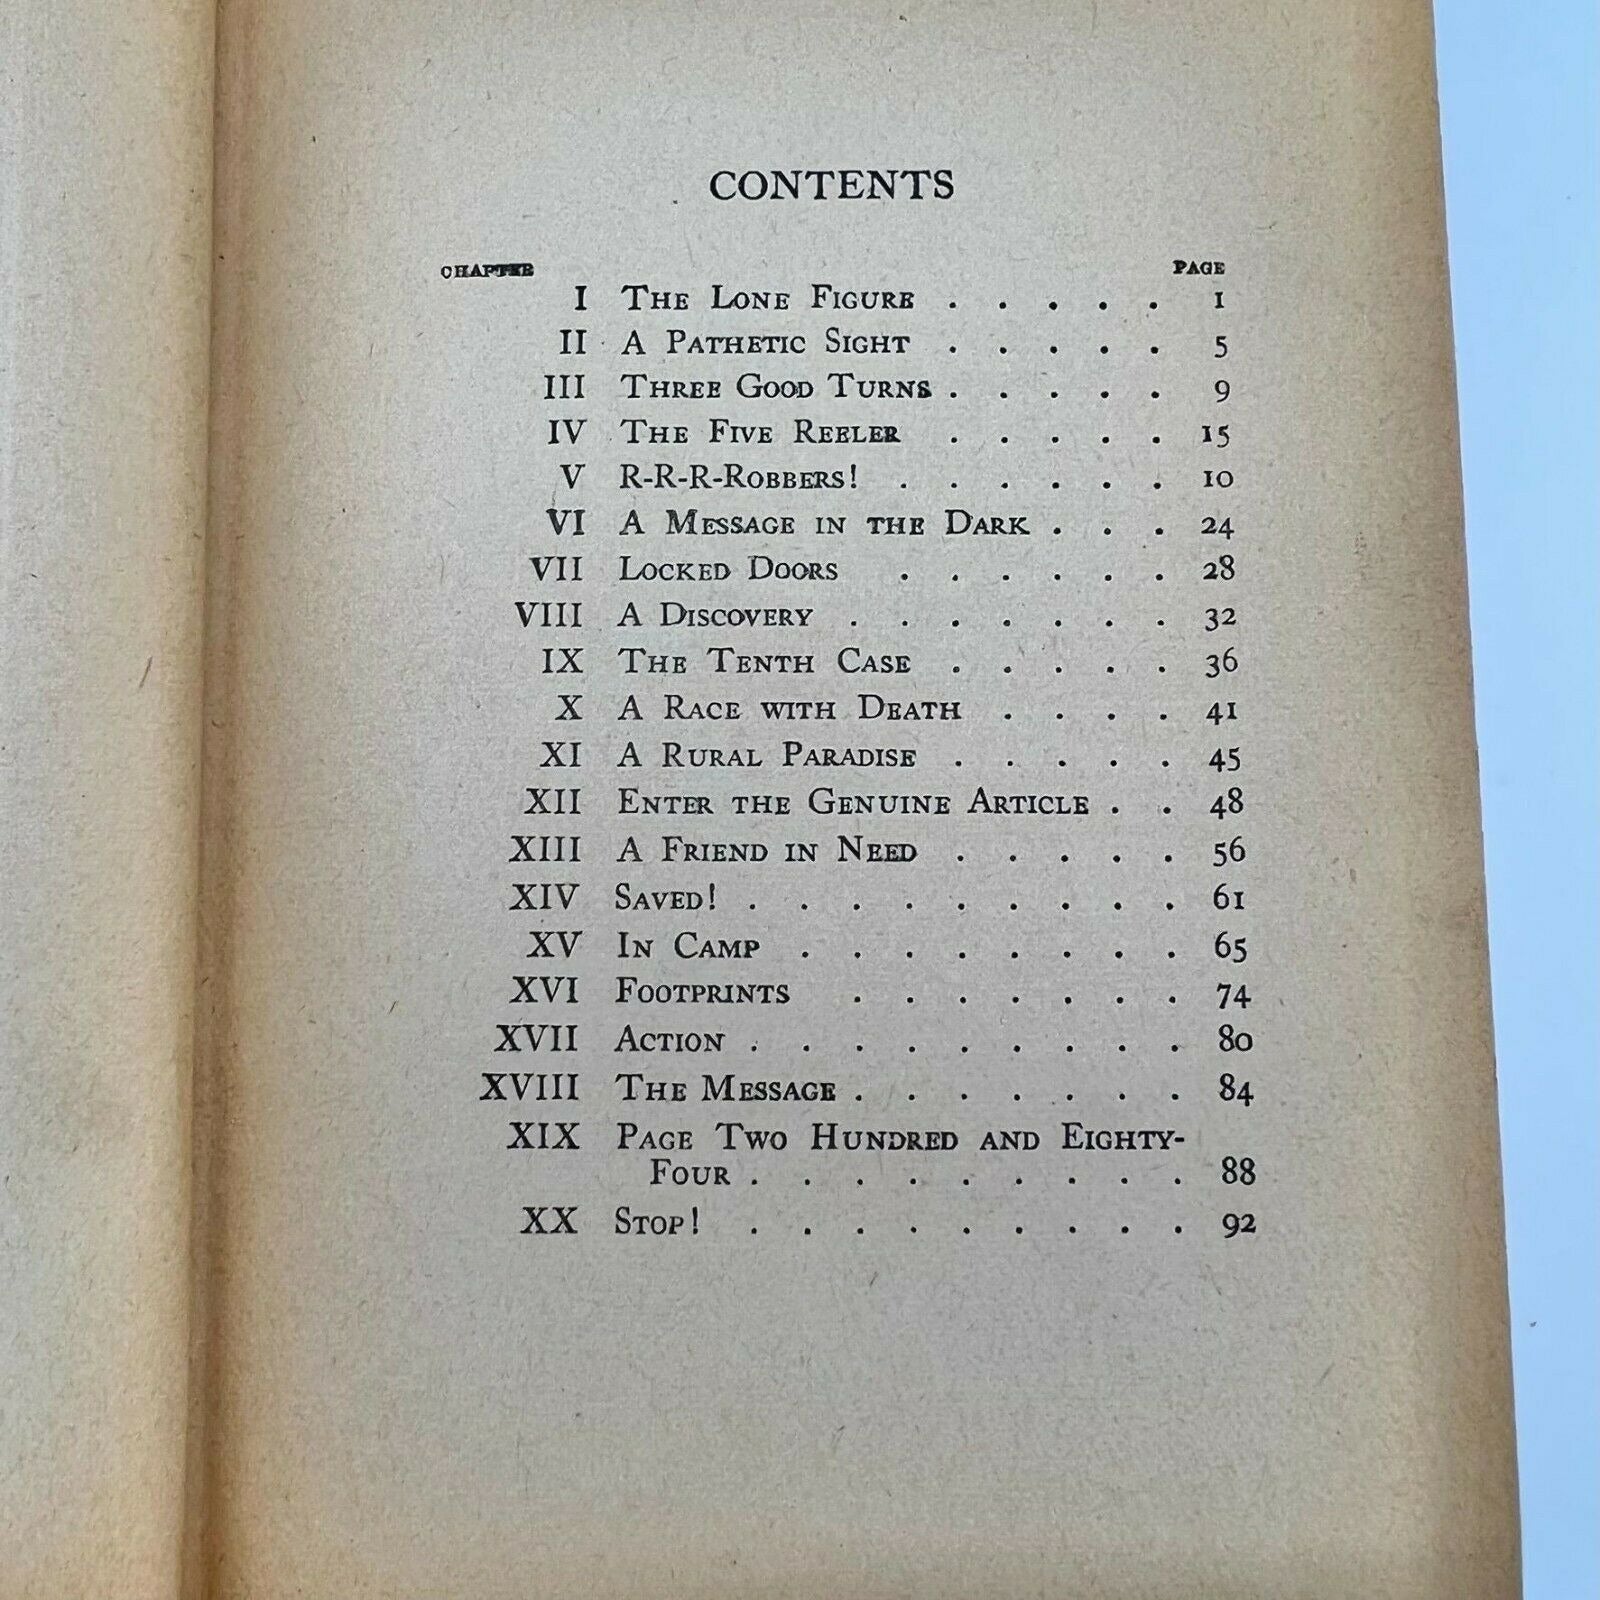 CONTENTS
CHAPTER PAGE
I THE LONE FIGURE . . . . . 1
II A PATHETIC SIGHT . . . . . 5
III THREE GOOD TURNS . . . . . 9
IV THE FIVE REELER . . . . . 15
V R-R-R-ROBBERS! . . . . . . 10
VI A MESSAGE IN THE DARK . . . 24
VII LOCKED DOORS . . . . . . 28
VIII A DISCOVERY . . . . . . . 32
IX THE TENTH CASE . . . . . 36
X A RACE WITH DEATH . . . . 41
XI A RURAL PARADISE . . . . . 45
XII ENTER THE GENUINE ARTICLE . . 48
XIII A FRIEND IN NEED . . . . . 56
XIV SAVED! . . . . . . . . . 61
XV IN CAMP . . . . . . . . 65
XVI FOOTPRINTS . . . . . . . 74
XVII ACTION . . . . . . . . . 80
XVIII THE MESSAGE . . . . . . . 84
XIX PAGE TWO HUNDRED AND EIGHTY-
FOUR . . . . . . . . . 88
XX STOP! . . . . . . . . . 92